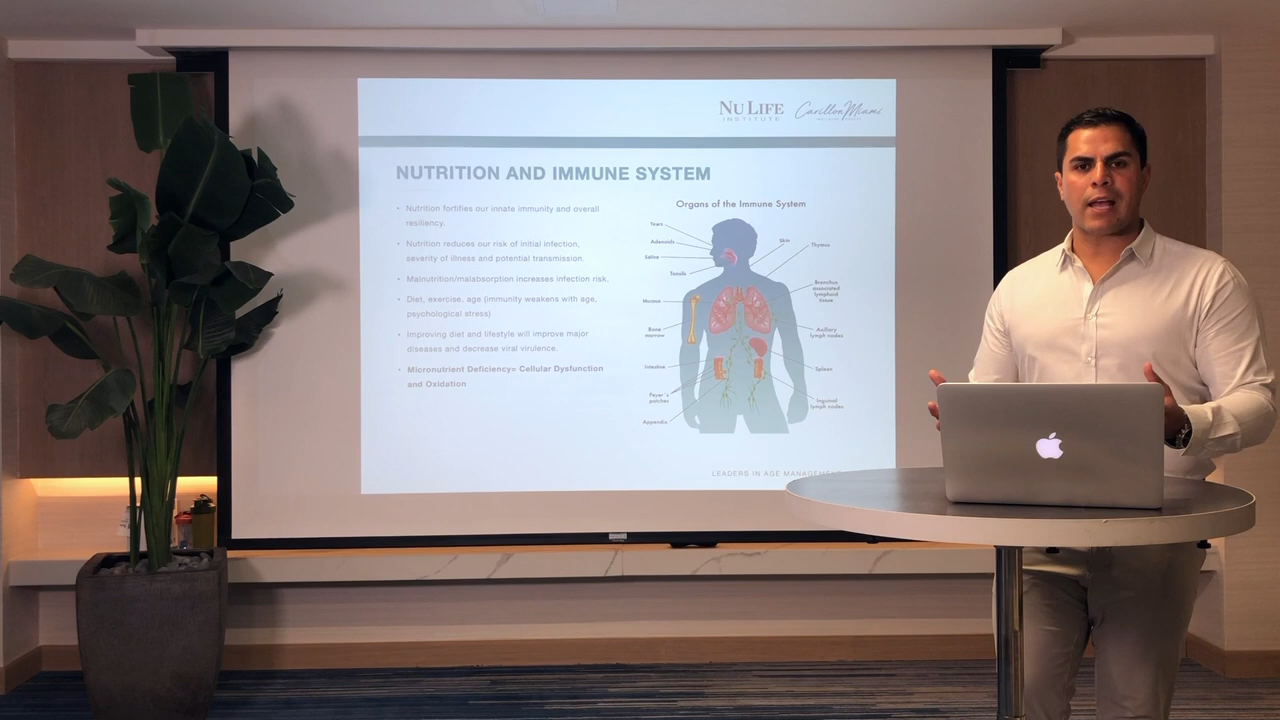 NU LIFE
INSTITUTE
Carillon Miami
NUTRITION AND IMMUNE SYSTEM
• Nutrition fortifies our innate immunity and overall
resiliency.
• Nutrition reduces our risk of initial infection,
severity of illness and potential transmission.
• Malnutrition/malabsorption increases infection risk.
• Diet, exercise, age (immunity weakens with age,
psychological stress)
• Improving diet and lifestyle will improve major
diseases and decrease viral virulence.
• Micronutrient Deficiency= Cellular Dysfunction
and Oxidation
Organs of the Immune System
Tears
Adenoids
Saliva
Tonsils
Mucosa
Bone
marrow
Intestine
Peyer's
patches
Appendix
Skin
Thymus
Bronchus
associated
lymphoid
tissue
Axillary
lymph nodes
Spleen
Inguinal
lymph nodes
LEADERS IN AGE MANAGEMENT